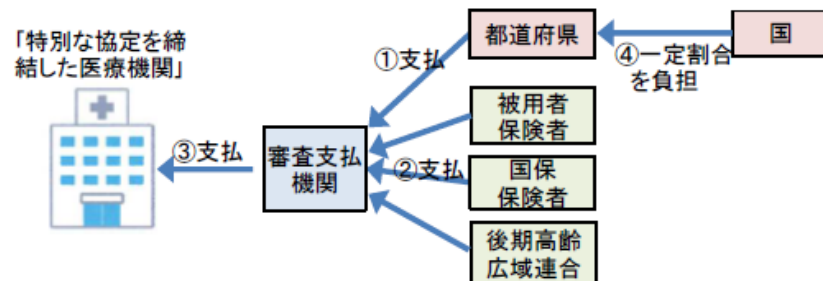 「特別な協定を締
結した医療機関」
③支払
審査支払
機関
①支払
②支払
都道府県
被用者
保険者
国保
保険者
後期高齢
広域連合
④一定割合
を負担
国